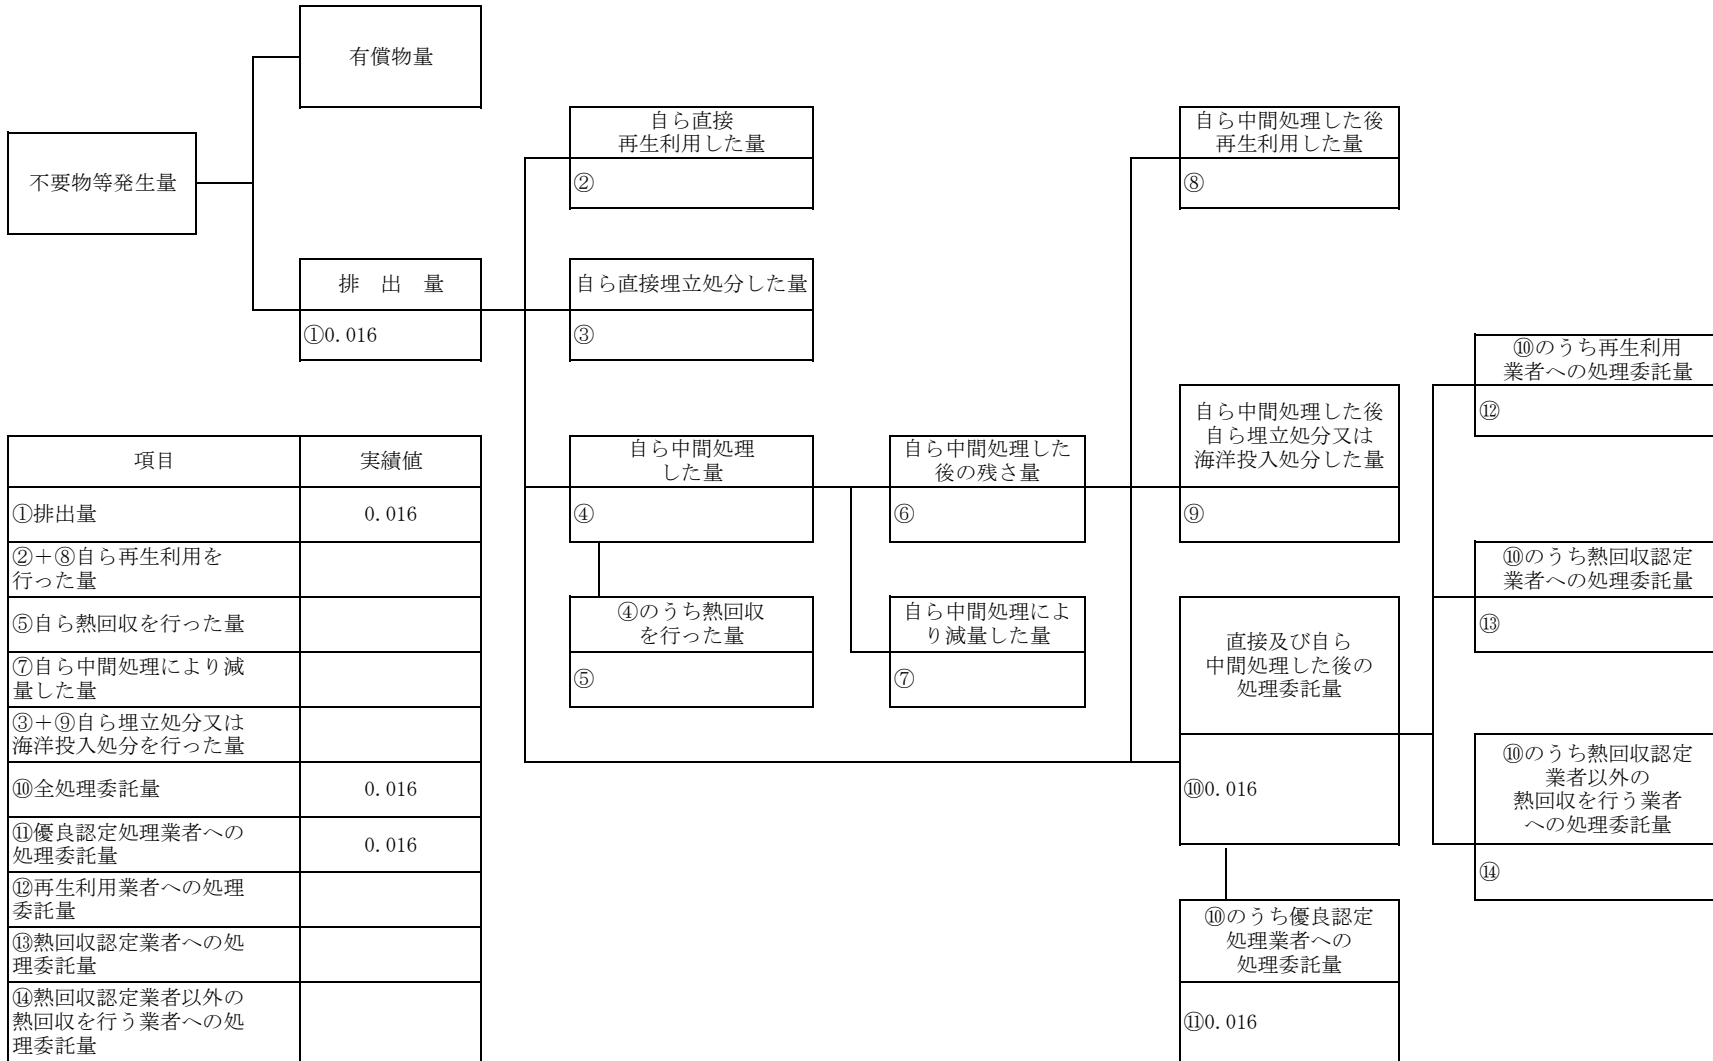 有償物量
不要物等発生量
排　出　量
①0.016
自ら直接
再生利用した量
②
自ら直接埋立処分した量
③
自ら中間処理
した量
④
④のうち熱回収
を行った量
⑤
自ら中間処理した
後の残さ量
⑥
自ら中間処理によ
り減量した量
⑦
自ら中間処理した後
再生利用した量
⑧
自ら中間処理した後
自ら埋立処分又は
海洋投入処分した量
⑨
直接及び自ら
中間処理した後の
処理委託量
⑩0.016
⑩のうち優良認定
処理業者への
処理委託量
⑪0.016
⑩のうち再生利用
業者への処理委託量
⑫
⑩のうち熱回収認定
業者への処理委託量
⑬
⑩のうち熱回収認定
業者以外の
熱回収を行う業者
への処理委託量
⑭
項目 実績値
①排出量 0.016
②＋⑧自ら再生利用を
行った量
⑤自ら熱回収を行った量
⑦自ら中間処理により減
量した量
③＋⑨自ら埋立処分又は
海洋投入処分を行った量
⑩全処理委託量 0.016
⑪優良認定処理業者への
処理委託量 0.016
⑫再生利用業者への処理
委託量
⑬熱回収認定業者への処
理委託量
⑭熱回収認定業者以外の
熱回収を行う業者への処
理委託量